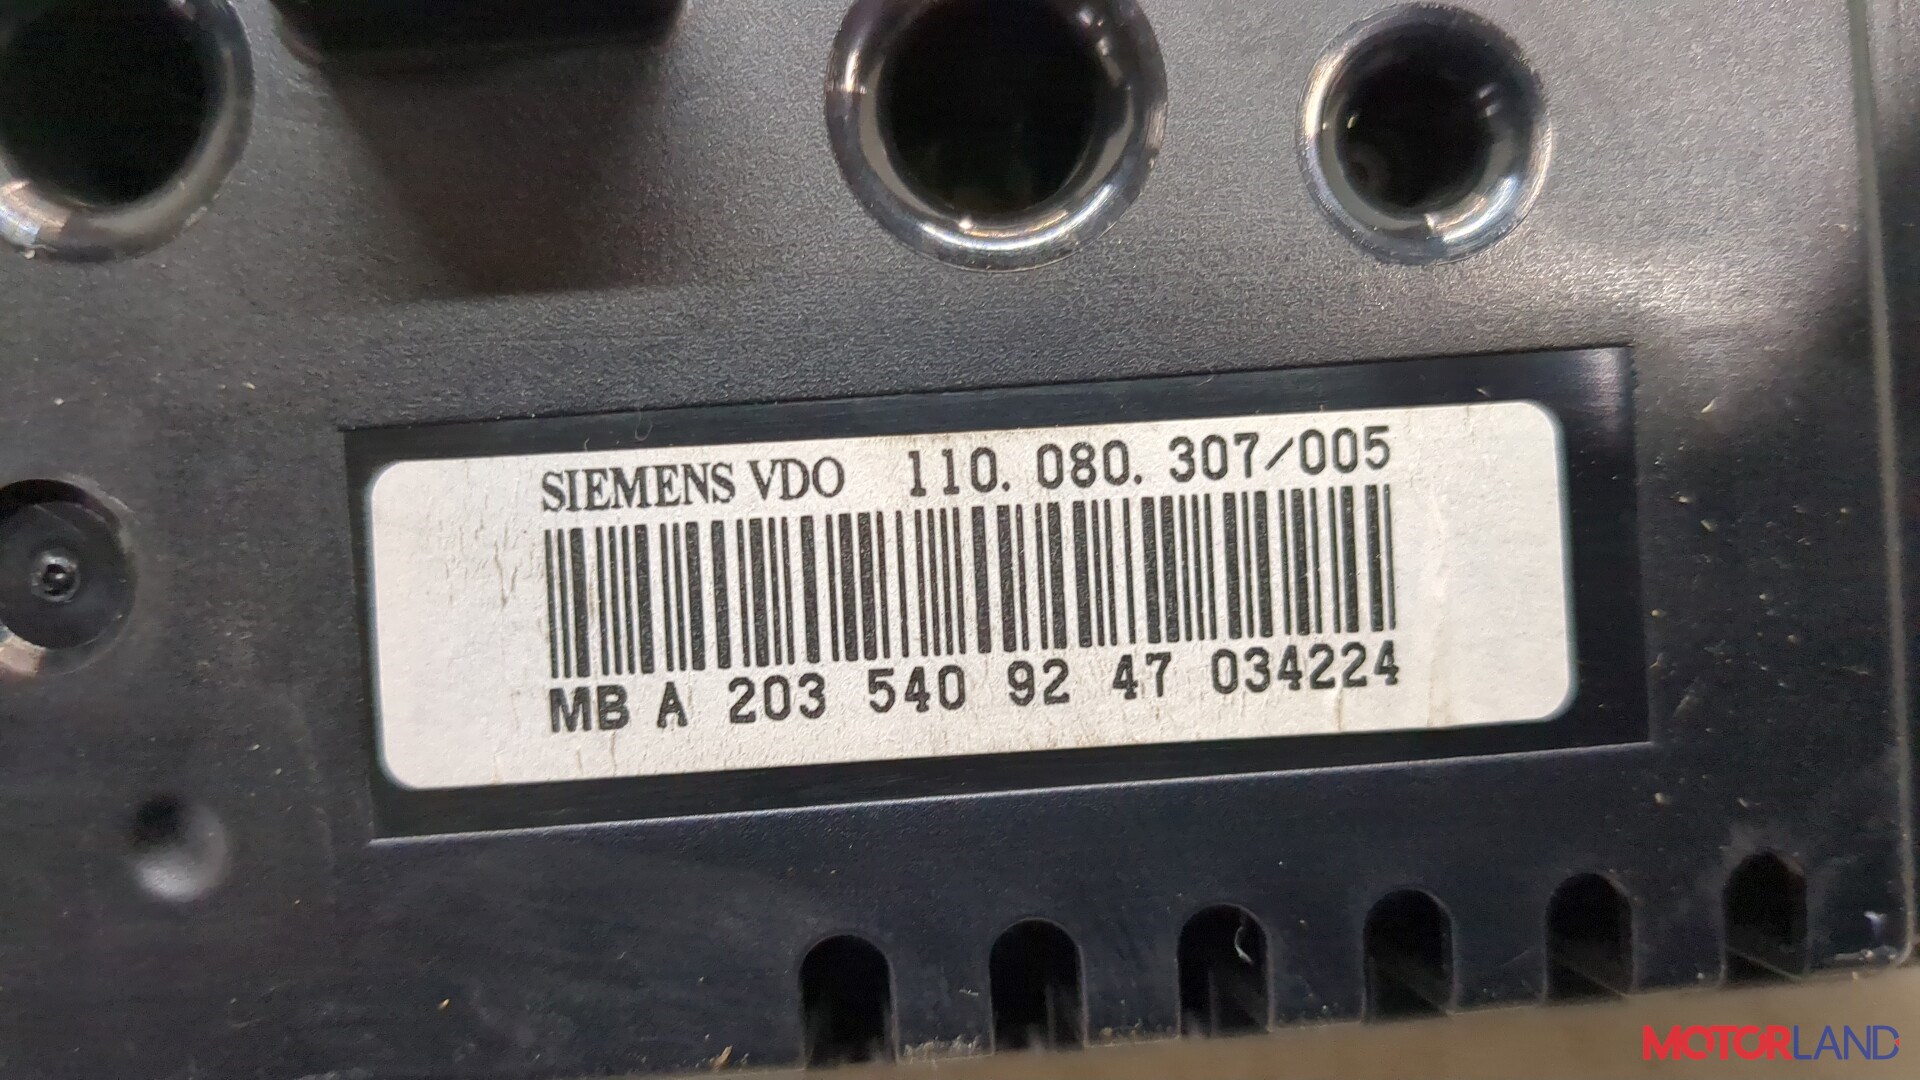 SIEMENS VDO 110. 080. 307/005
MB A 203 540 92 47 034224
MOTORLAND